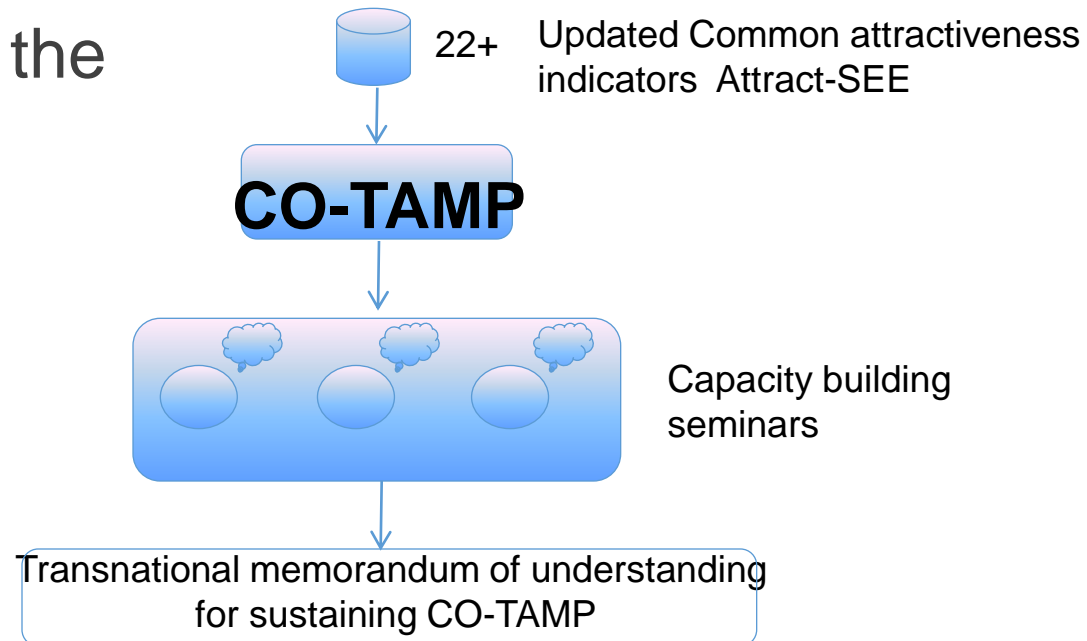 the
22+ Updated Common attractiveness
indicators Attract-SEE
CO-TAMP
Capacity building
seminars
Transnational memorandum of understanding
for sustaining CO-TAMP